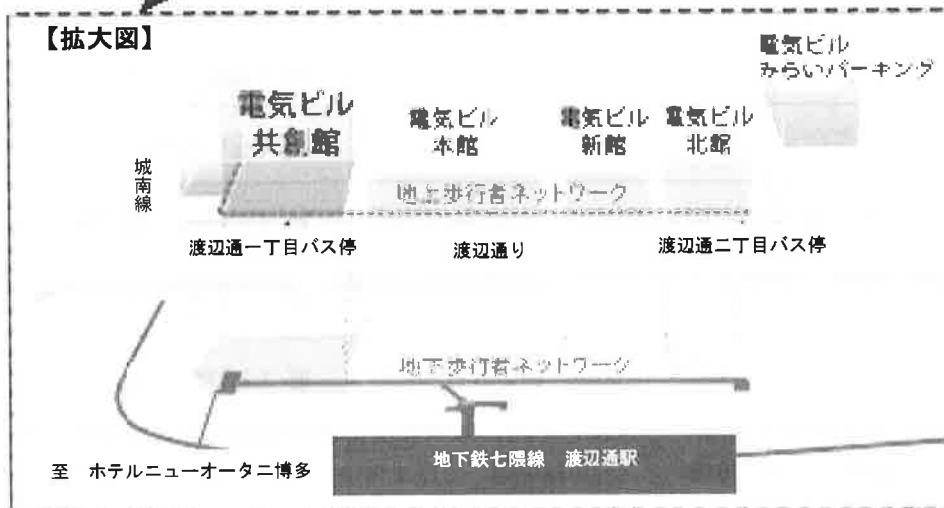 【拡大図】
電気ビル
みらいパーキング
電気ビル
共創館
電気ビル
本館
電気ビル
新館
電気ビル
北館
城南線
地上歩行者ネットワーク
渡辺通一丁目バス停
渡辺通り
渡辺通二丁目バス停
地下歩行者ネットワーク
地下鉄七隈線 渡辺通駅
至 ホテルニューオータニ博多